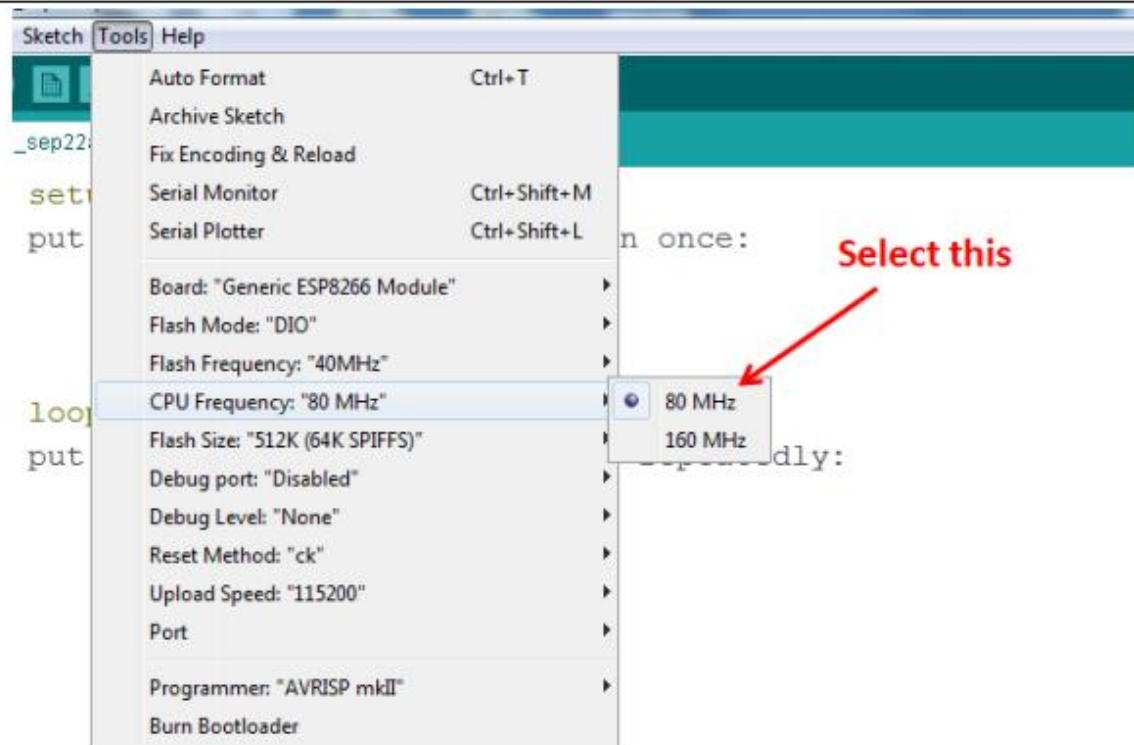 Sketch Tools Help
Auto Format Ctrl+T
Archive Sketch
_sep22
Fix Encoding & Reload
Serial Monitor Ctrl+Shift+M
put Serial Plotter Ctrl+Shift+L n once:
Select this
Board: "Generic ESP8266 Module"
Flash Mode: "DIO"
Flash Frequency: "40MHz"
CPU Frequency: "80 MHz" 80 MHz
loop
Flash Size: "512K (64K SPIFFS)" 160 MHz
put repeatedly:
Debug port: "Disabled"
Debug Level: "None"
Reset Method: "ck"
Upload Speed: "115200"
Port
Programmer: "AVRISP mkII"
Burn Bootloader